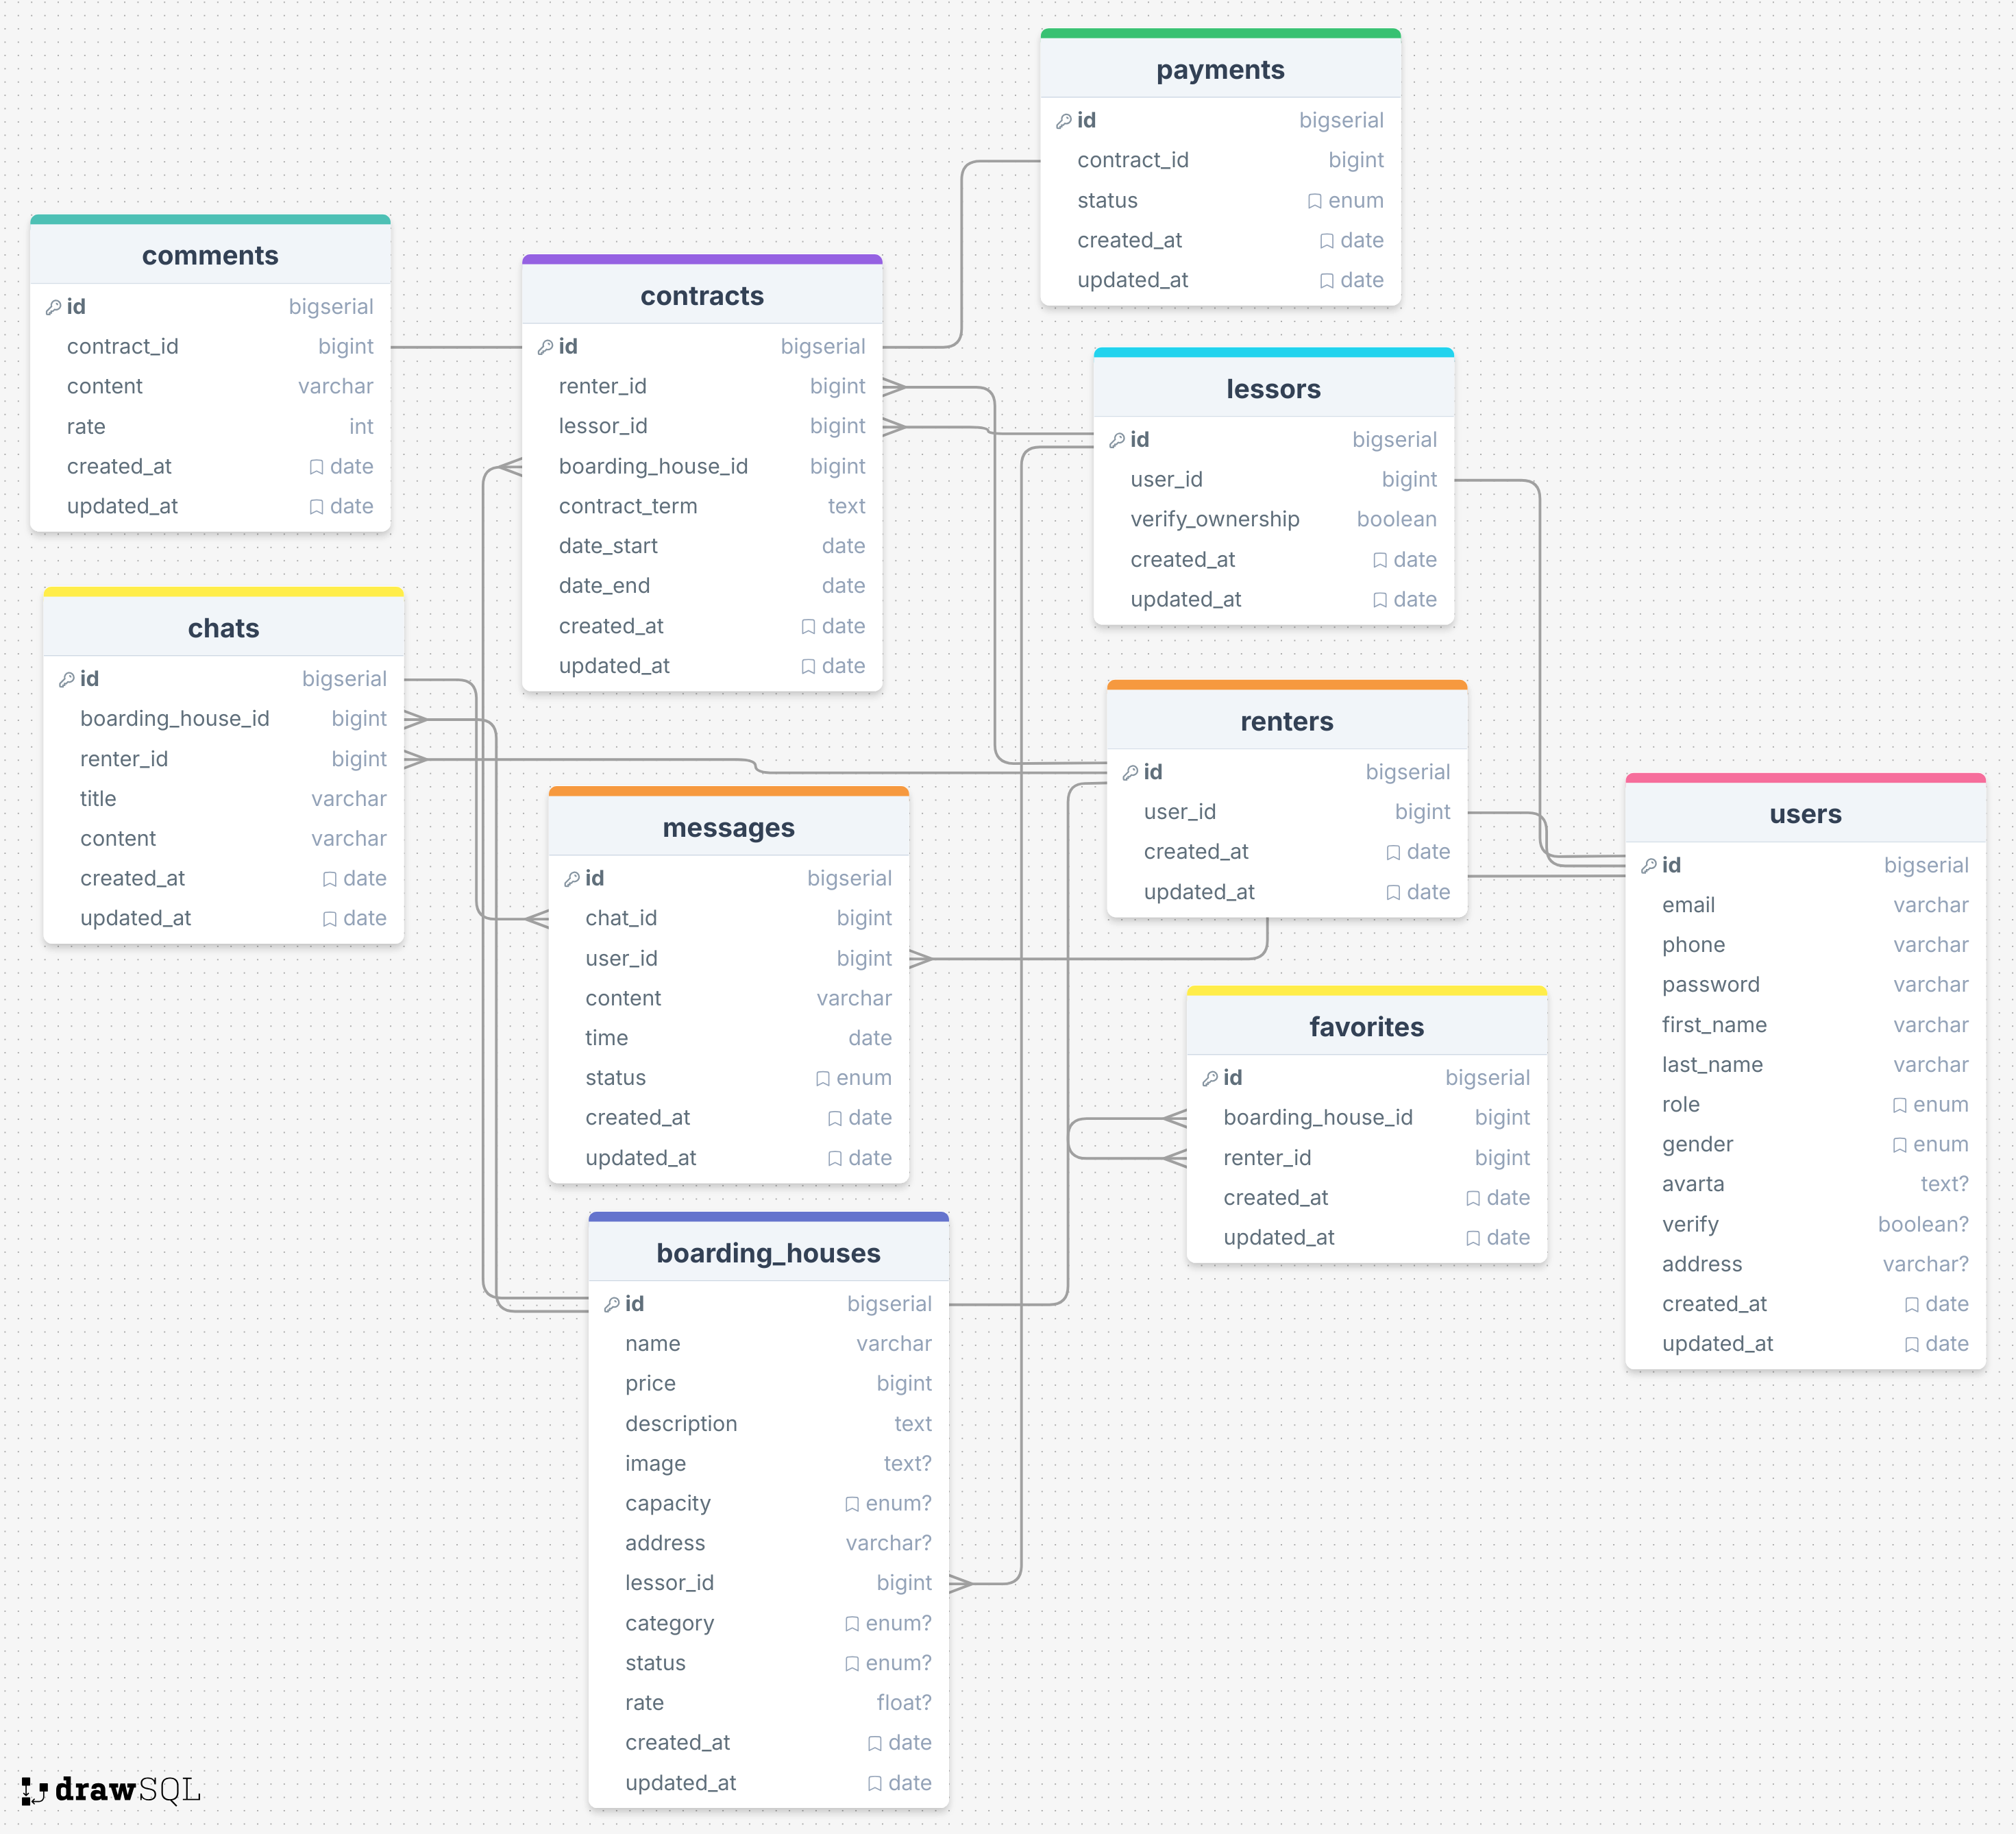 payments
id bigserial
contract_id bigint
status enum
created_at date
updated_at date
comments
id bigserial
contract_id bigint
content varchar
rate int
created_at date
updated_at date
contracts
id bigserial
renter_id bigint
lessor_id bigint
boarding_house_id bigint
contract_term text
date_start date
date_end date
created_at date
updated_at date
lessors
id bigserial
user_id bigint
verify_ownership boolean
created_at date
updated_at date
chats
id bigserial
boarding_house_id bigint
renter_id bigint
title varchar
content varchar
created_at date
updated_at date
renters
id bigserial
user_id bigint
created_at date
updated_at date
messages
id bigserial
chat_id bigint
user_id bigint
content varchar
time date
status enum
created_at date
updated_at date
users
id bigserial
email varchar
phone varchar
password varchar
first_name varchar
last_name varchar
role enum
gender enum
avarta text?
verify boolean?
address varchar?
created_at date
updated_at date
favorites
id bigserial
boarding_house_id bigint
renter_id bigint
created_at date
updated_at date
boarding_houses
id bigserial
name varchar
price bigint
description text
image text?
capacity enum?
address varchar?
lessor_id bigint
category enum?
status enum?
rate float?
created_at date
updated_at date
drawSQL